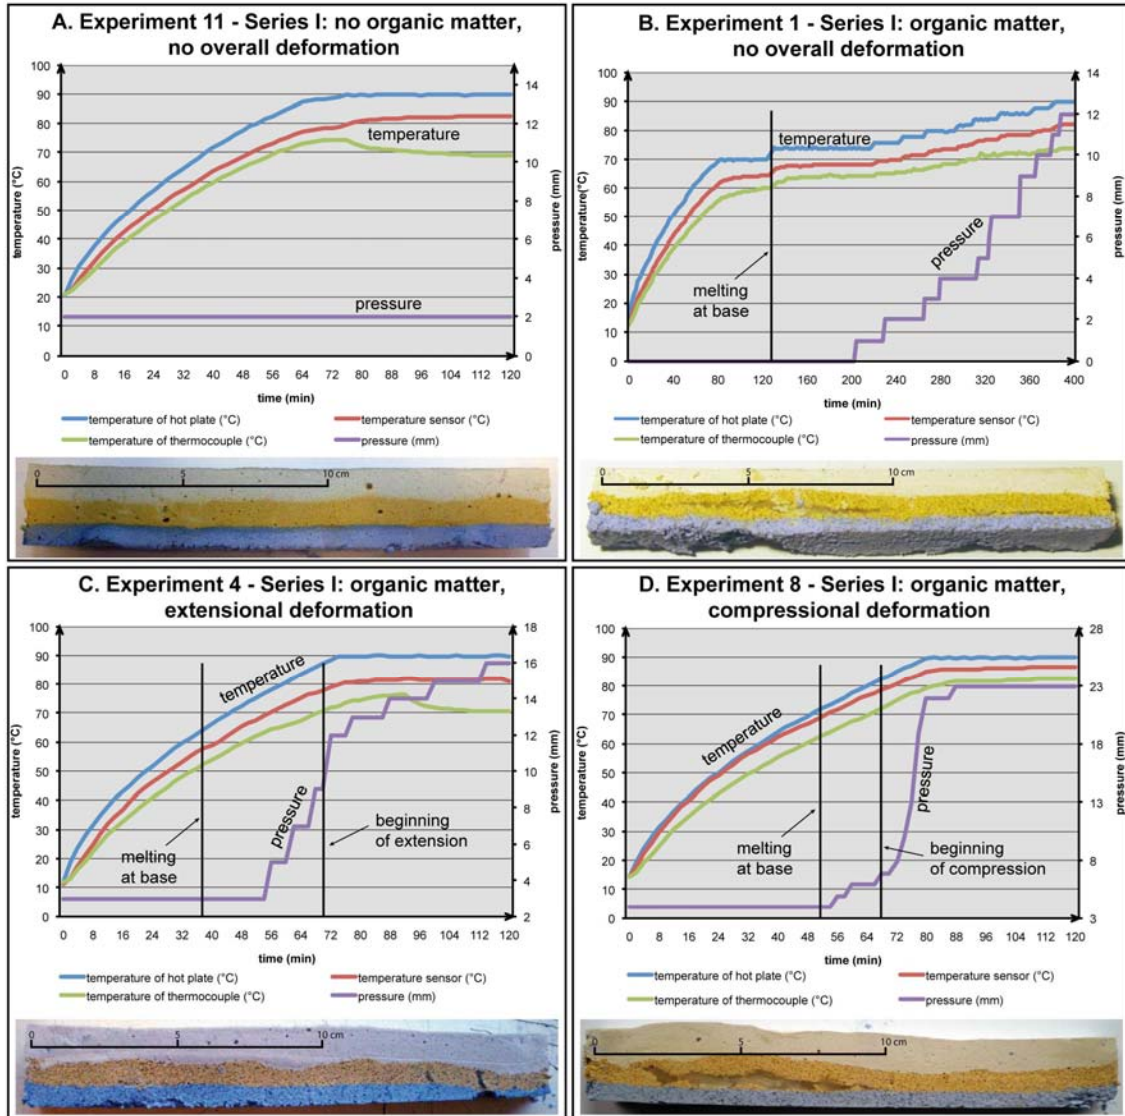 A. Experiment 11 - Series I: no organic matter,
no overall deformation
100
90
80
70
60
50
40
30
20
10
0
temperature (°C)
14
12
10
8
6
4
2
0
pressure (mm)
temperature
pressure
0 8 16 24 32 40 48 56 64 72 80 88 96 104 112 120
time (min)
temperature of hot plate (°C) temperature sensor (°C)
temperature of thermocouple (°C) pressure (mm)
0 5 10 cm
B. Experiment 1 - Series I: organic matter,
no overall deformation
100
90
80
70
60
50
40
30
20
10
0
temperature(°C)
14
12
10
8
6
4
2
0
pressure (mm)
temperature
pressure
melting
at base
0 40 80 120 160 200 240 280 320 360 400
time (min)
temperature of hot plate (°C) temperature sensor (°C)
temperature of thermocouple (°C) pressure (mm)
0 5 10 cm
C. Experiment 4 - Series I: organic matter,
extensional deformation
100
90
80
70
60
50
40
30
20
10
0
temperature (°C)
18
16
14
12
10
8
6
4
2
pressure (mm)
temperature
pressure
melting
at base
beginning
of extension
0 8 16 24 32 40 48 56 64 72 80 88 96 104 112 120
time (min)
temperature of hot plate (°C) temperature sensor (°C)
temperature of thermocouple (°C) pressure (mm)
0 5 10 cm
D. Experiment 8 - Series I: organic matter,
compressional deformation
100
90
80
70
60
50
40
30
20
10
0
temperature (°C)
28
23
18
13
8
3
pressure (mm)
temperature
pressure
melting
at base
beginning
of compression
0 8 16 24 32 40 48 56 64 72 80 88 96 104 112 120
time (min)
temperature of hot plate (°C) temperature sensor (°C)
temperature of thermocouple (°C) pressure (mm)
0 5 10 cm